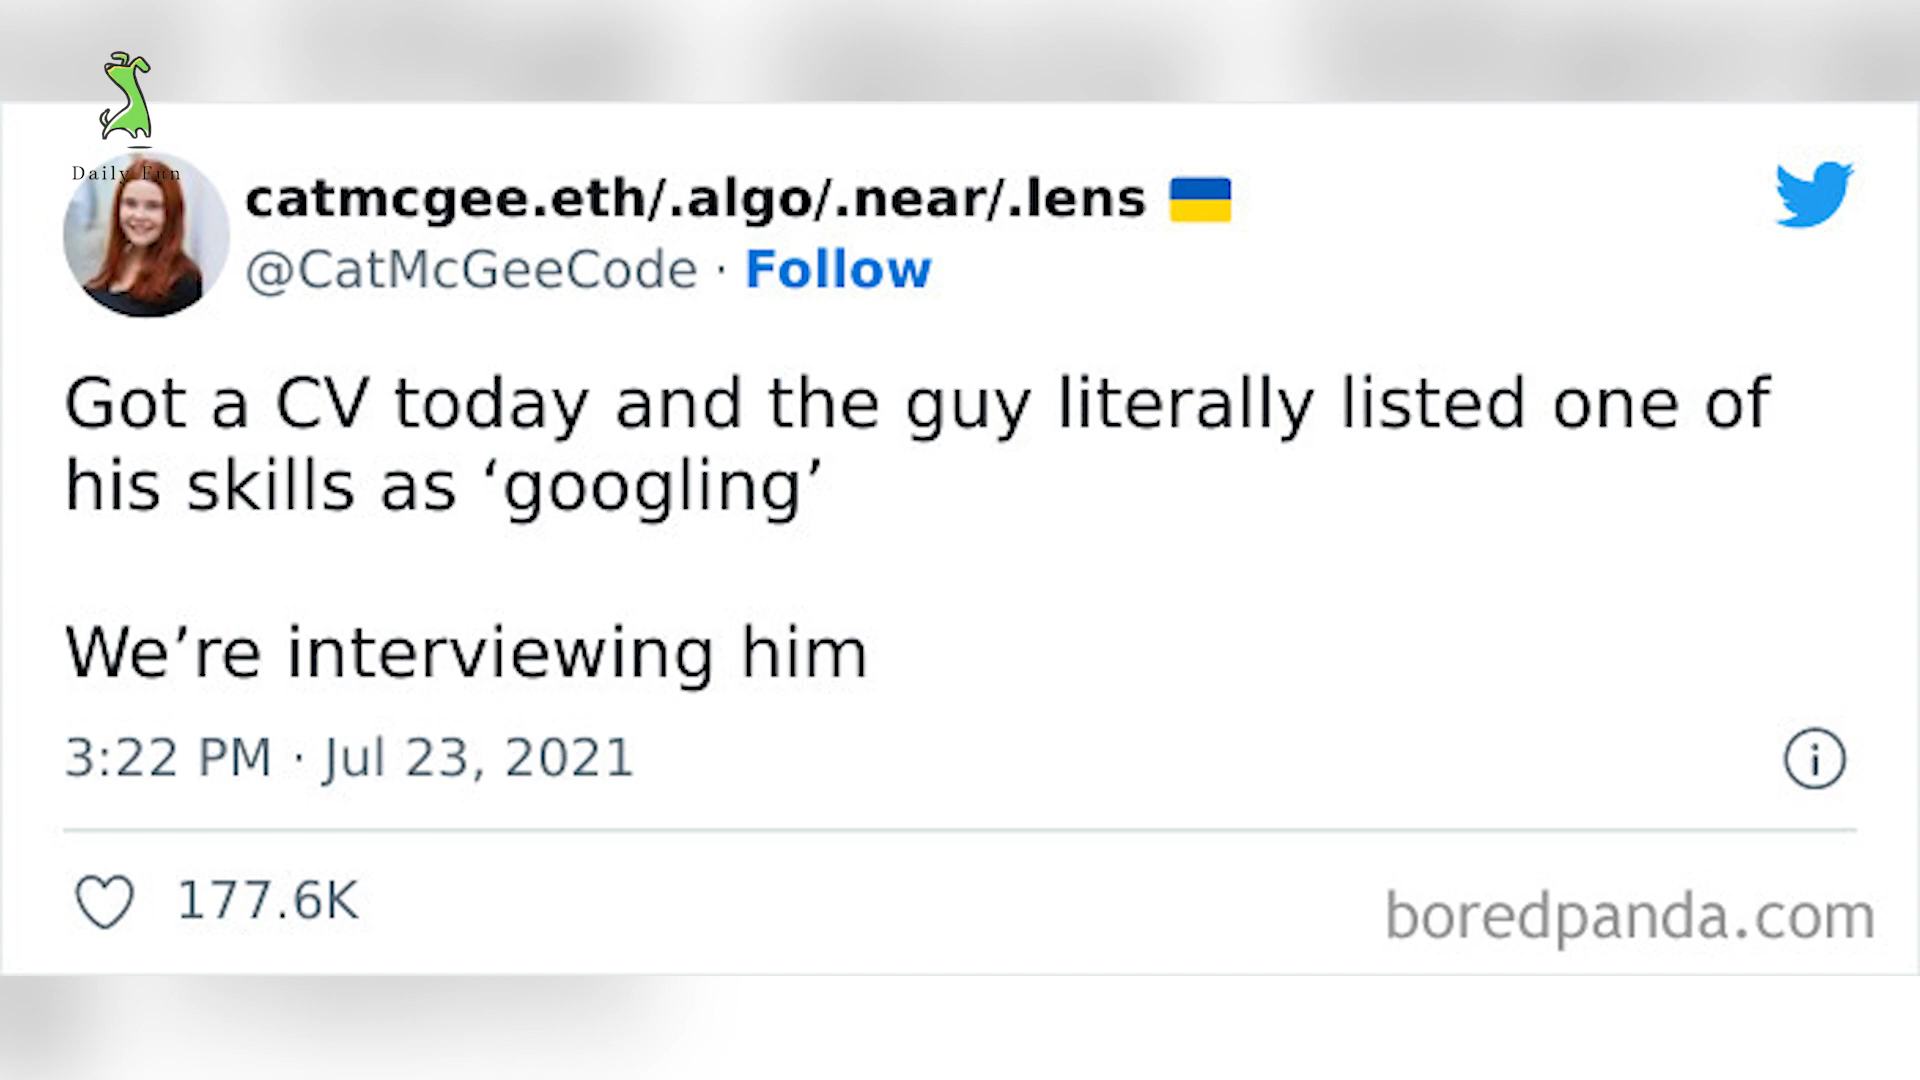 Daily Fun
catmcgee.eth/.algo/.near/.lens
@CatMcGeeCode · Follow
Got a CV today and the guy literally listed one of
his skills as ‘googling’
We’re interviewing him
3:22 PM · Jul 23, 2021
177.6K
boredpanda.com